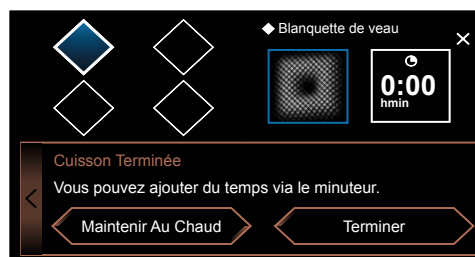 Blanquette de veau
0:00
hmin
Cuisson Terminée
Vous pouvez ajouter du temps via le minuteur.
Maintenir Au Chaud
Terminer